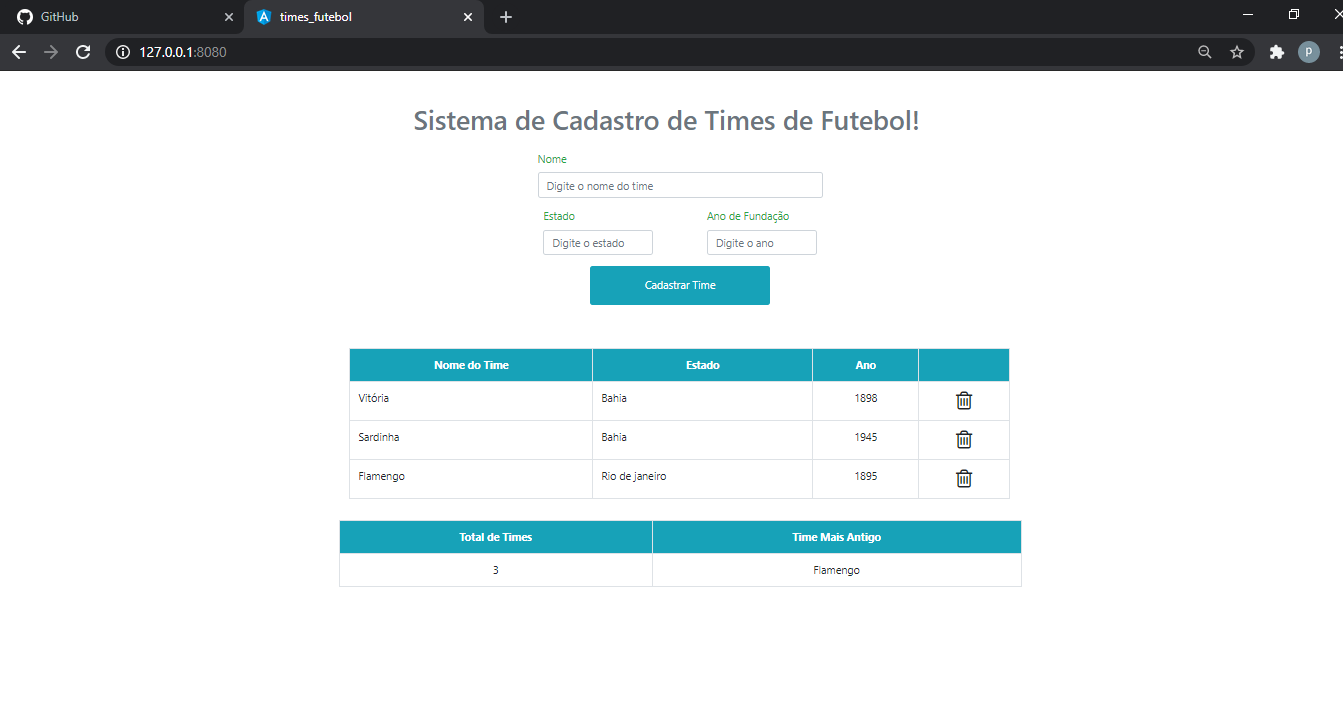 GitHub
times_futebol
127.0.0.1:8080
P
Sistema de Cadastro de Times de Futebol!
Nome
Digite o nome do time
Estado Ano de Fundação
Digite o estado Digite o ano
Cadastrar Time
Nome do Time Estado Ano
Vitória Bahia 1898
Sardinha Bahia 1945
Flamengo Rio de janeiro 1895
Total de Times Time Mais Antigo
3 Flamengo